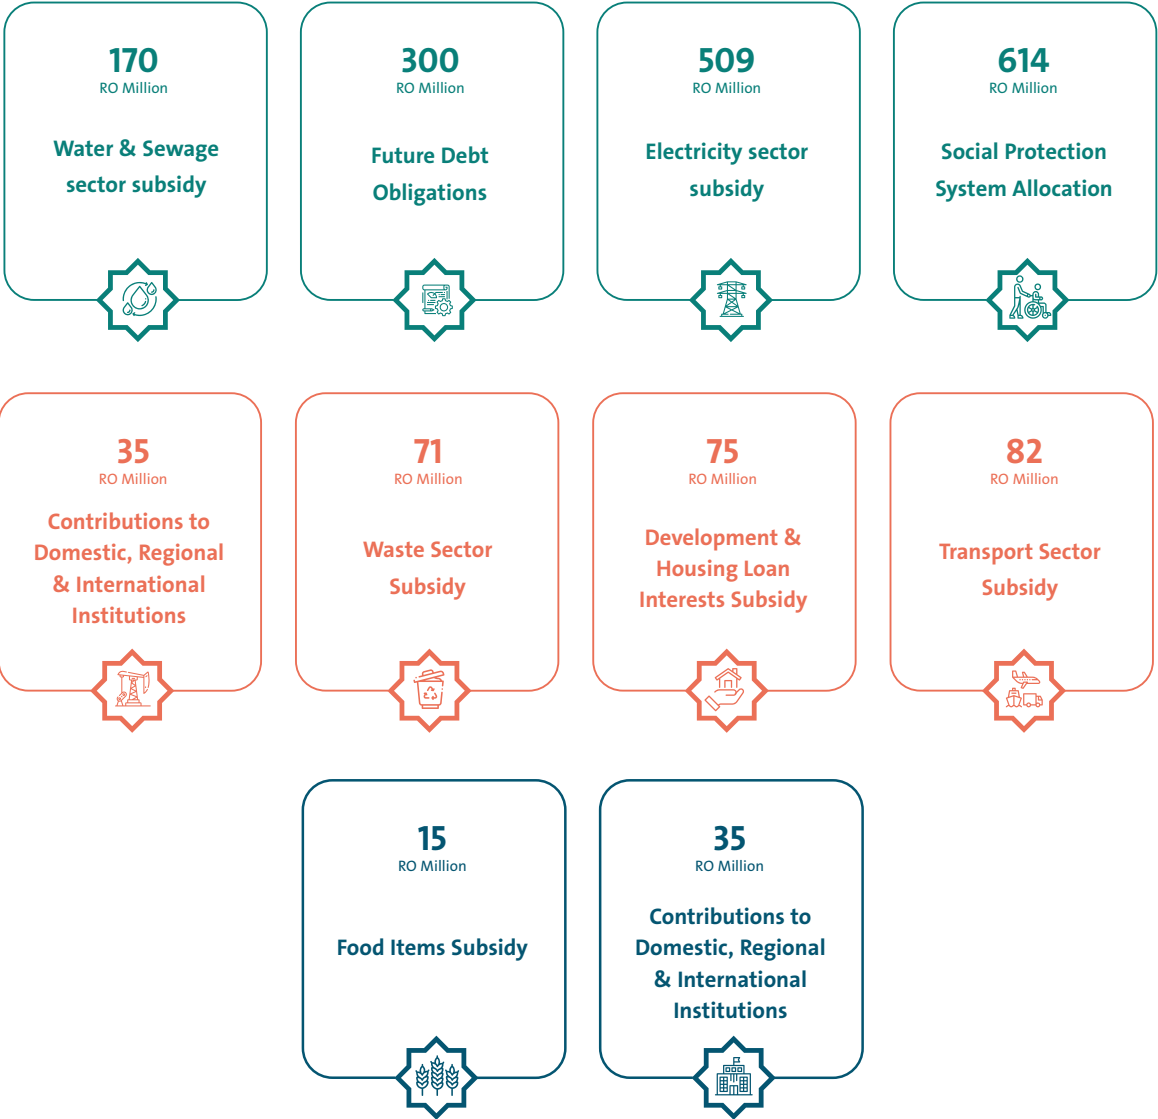 170
RO Million
Water & Sewage
sector subsidy
300
RO Million
Future Debt
Obligations
509
RO Million
Electricity sector
subsidy
614
RO Million
Social Protection
System Allocation
35
RO Million
Contributions to
Domestic, Regional
& International
Institutions
71
RO Million
Waste Sector
Subsidy
75
RO Million
Development &
Housing Loan
Interests Subsidy
82
RO Million
Transport Sector
Subsidy
15
RO Million
Food Items Subsidy
35
RO Million
Contributions to
Domestic, Regional
& International
Institutions